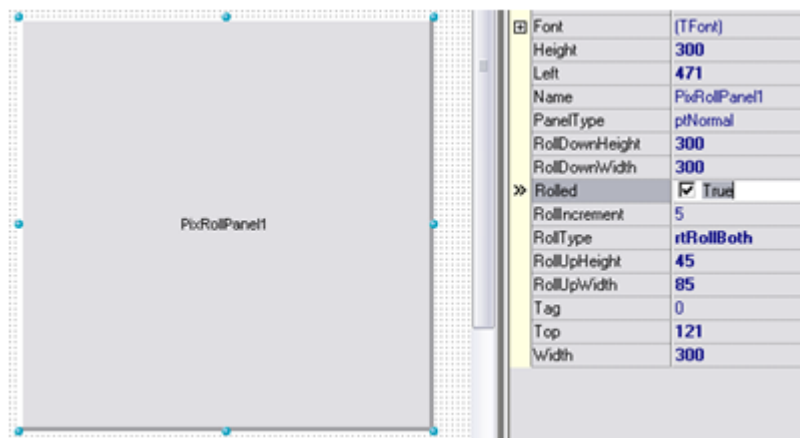 PixRollPanel1
Font (TFont)
Height 300
Left 471
Name PixRollPanel1
PanelType ptNormal
RollDownHeight 300
RollDownWidth 300
Rolled True
RollIncrement 5
RollType rtRollBoth
RollUpHeight 45
RollUpWidth 85
Tag 0
Top 121
Width 300